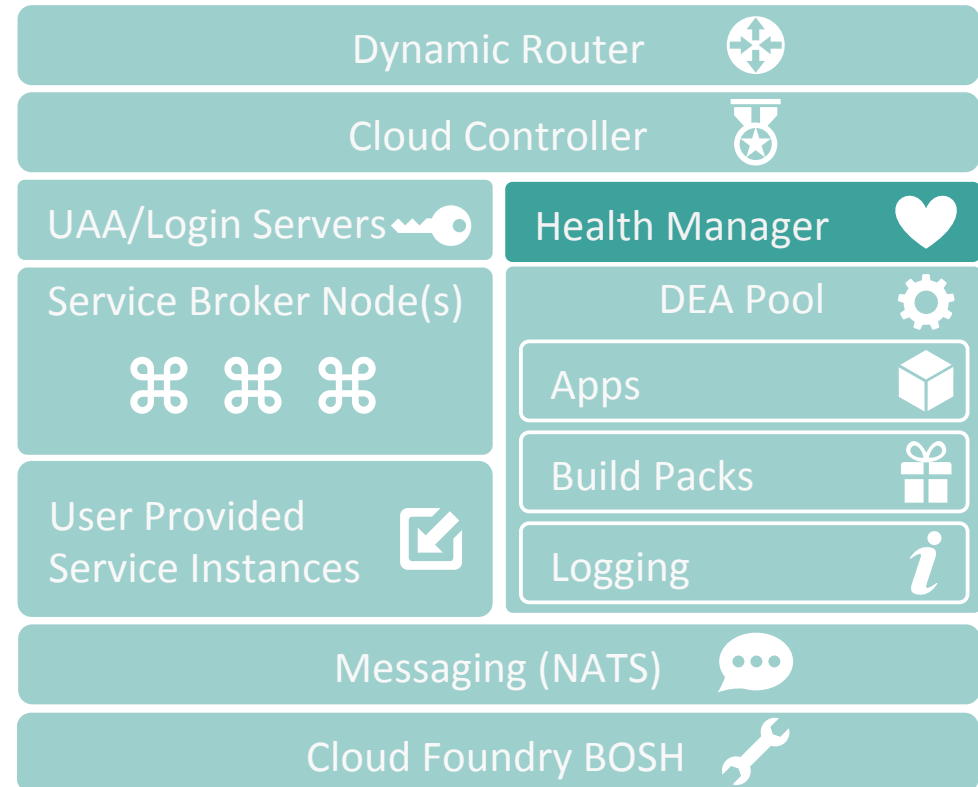 Dynamic Router
Cloud Controller
UAA/Login Servers
Health Manager
Service Broker Node(s)
DEA Pool
Apps
Build Packs
User Provided
Service Instances
Logging
Messaging (NATS)
Cloud Foundry BOSH